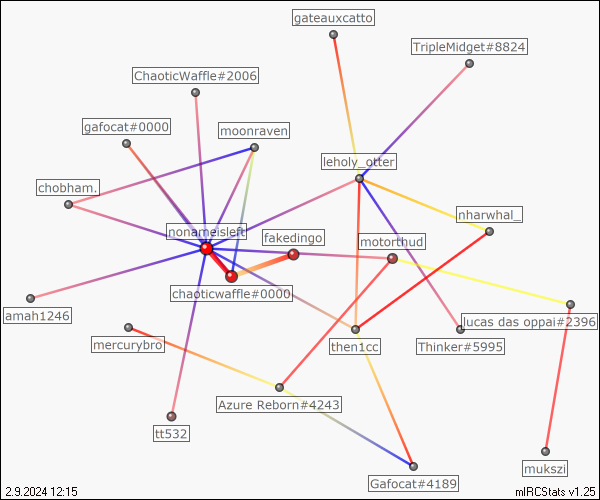 gateauxcatto
TripleMidget#8824
ChaoticWaffle#2006
gafocat#0000
moonraven
leholy_otter
chobham.
nharwhal_
nonameisleft
fakedingo
motorthud
chaoticwaffle#0000
amah1246
lucas das oppai#2396
mercurybro
then1cc
Thinker#5995
Azure Reborn#4243
tt532
mukszi
Gafocat#4189
2.9.2024 12:15
mIRCStats v1.25